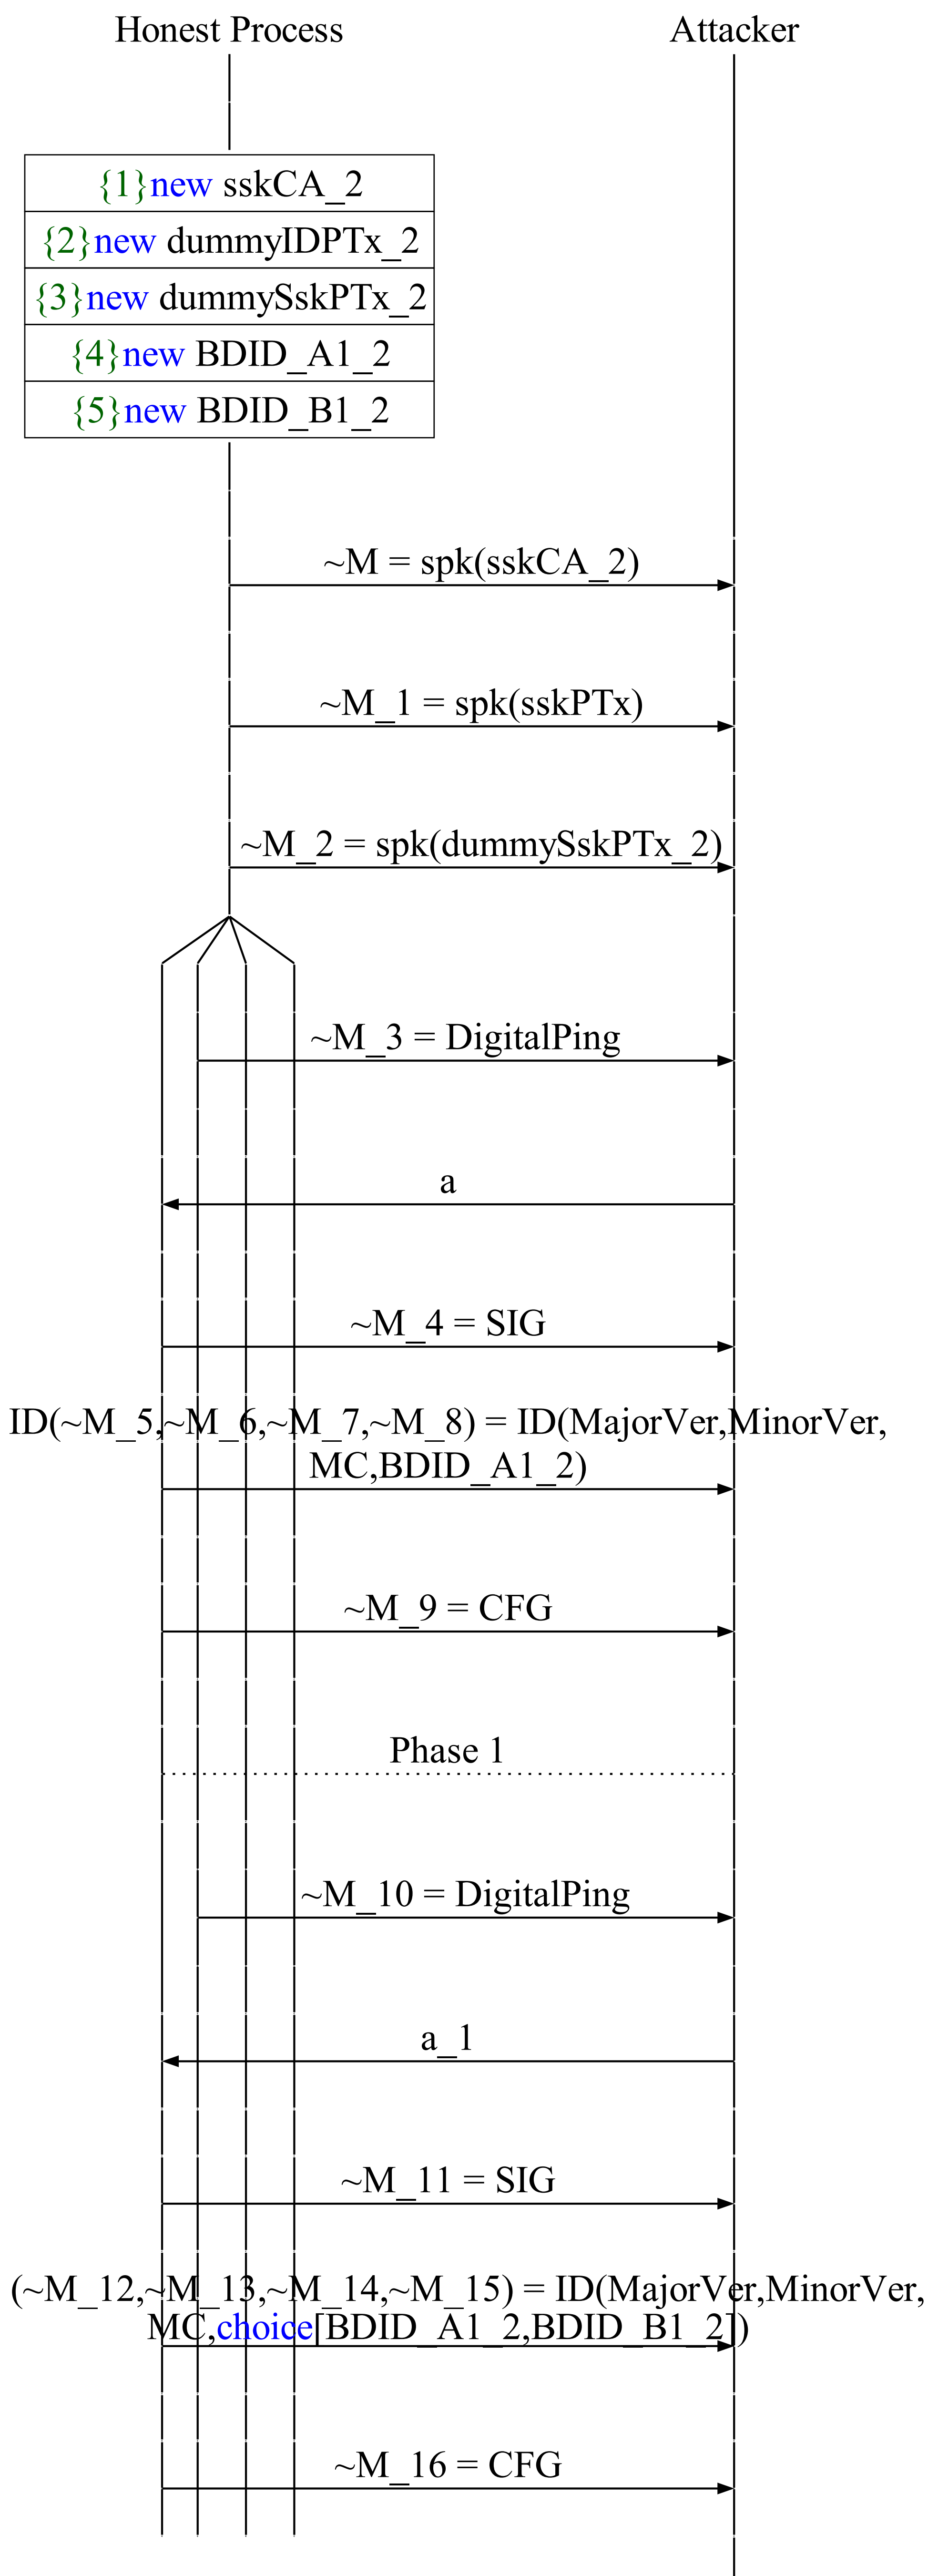 Honest Process
Attacker
{1}new sskCA_2
{2}new dummyIDPTx_2
{3}new dummySskPTx_2
{4}new BDID_A1_2
{5}new BDID_B1_2
~M = spk(sskCA_2)
~M_1 = spk(sskPTx)
~M_2 = spk(dummySskPTx_2)
~M_3 = DigitalPing
a
~M_4 = SIG
ID(~M_5,~M_6,~M_7,~M_8) = ID(MajorVer,MinorVer,
MC,BDID_A1_2)
~M_9 = CFG
Phase 1
~M_10 = DigitalPing
a_1
~M_11 = SIG
(~M_12,~M_13,~M_14,~M_15) = ID(MajorVer,MinorVer,
MC,choice[BDID_A1_2,BDID_B1_2])
~M_16 = CFG